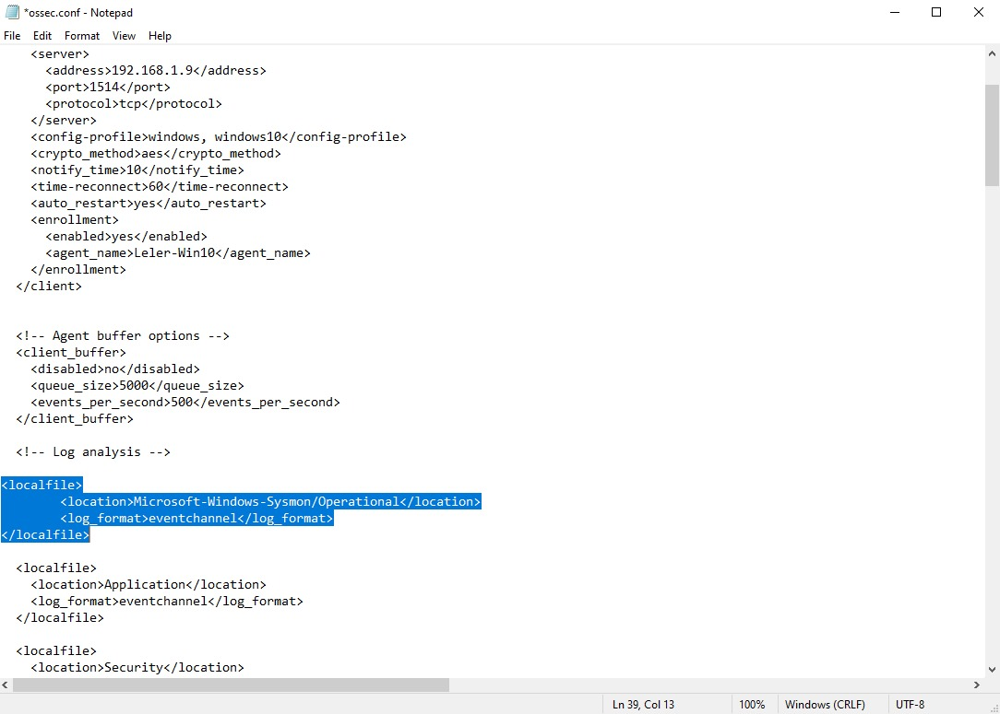 *ossec.conf - Notepad
File Edit Format View Help
    <server>
      <address>192.168.1.9</address>
      <port>1514</port>
      <protocol>tcp</protocol>
    </server>
    <config-profile>windows, windows10</config-profile>
    <crypto_method>aes</crypto_method>
    <notify_time>10</notify_time>
    <time-reconnect>60</time-reconnect>
    <auto_restart>yes</auto_restart>
    <enrollment>
      <enabled>yes</enabled>
      <agent_name>Leler-Win10</agent_name>
    </enrollment>
  </client>
  <!-- Agent buffer options -->
  <client_buffer>
    <disabled>no</disabled>
    <queue_size>5000</queue_size>
    <events_per_second>500</events_per_second>
  </client_buffer>
  <!-- Log analysis -->
<localfile>
        <location>Microsoft-Windows-Sysmon/Operational</location>
        <log_format>eventchannel</log_format>
</localfile>
  <localfile>
    <location>Application</location>
    <log_format>eventchannel</log_format>
  </localfile>
  <localfile>
    <location>Security</location>
Ln 39, Col 13 100% Windows (CRLF) UTF-8